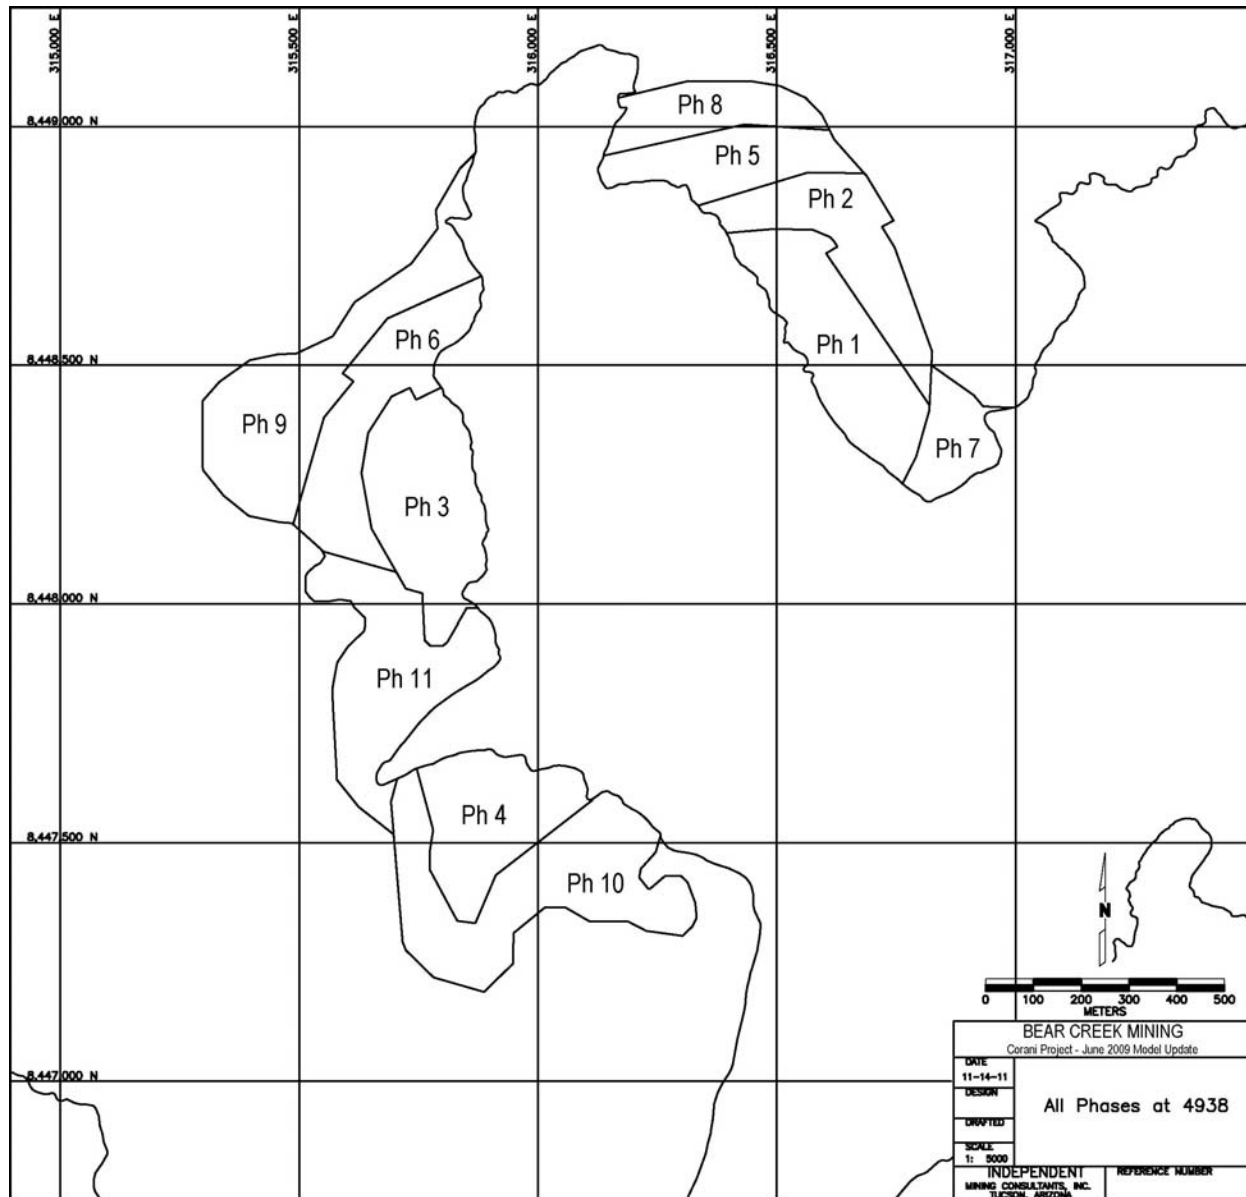 315,000 E
315,500 E
316,000 E
316,500 E
317,000 E
8,449,000 N
Ph 8
Ph 5
Ph 2
Ph 6
Ph 1
8,448,500 N
Ph 9
Ph 7
Ph 3
8,448,000 N
Ph 11
Ph 4
8,447,500 N
Ph 10
N
0 100 200 300 400 500
METERS
BEAR CREEK MINING
Corani Project - June 2009 Model Update
DATE
11-14-11
DESIGN
All Phases at 4938
8,447,000 N
DRAFTED
SCALE
1: 5000
INDEPENDENT
MINING CONSULTANTS, INC.
TUCSON, ARIZONA
REFERENCE NUMBER